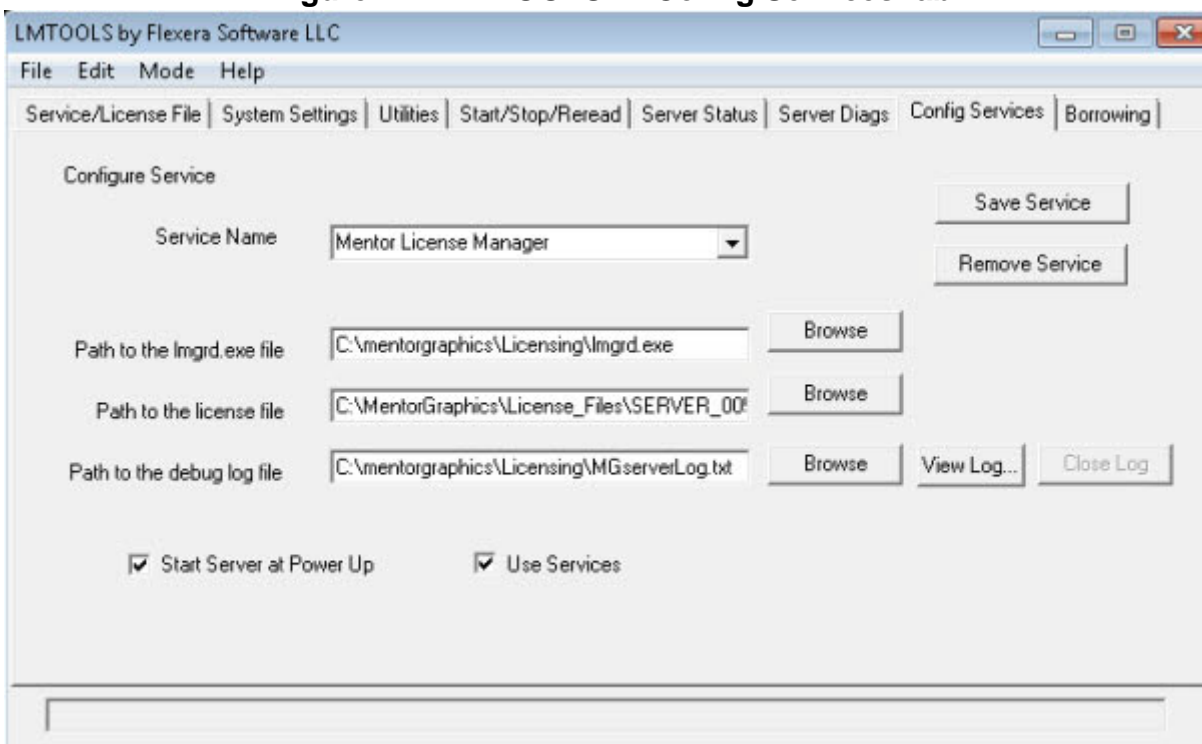 LMTOOLS by Flexera Software LLC
File Edit Mode Help
Service/License File System Settings Utilities Start/Stop/Reread Server Status Server Diags Config Services Borrowing
Configure Service
Save Service
Service Name Mentor License Manager
Remove Service
Path to the lmgrd.exe file C:\mentorgraphics\Licensing\lmgrd.exe Browse
Path to the license file C:\MentorGraphics\License_Files\SERVER_00 Browse
Path to the debug log file C:\mentorgraphics\Licensing\MGserverLog.txt Browse View Log... Close Log
Start Server at Power Up Use Services